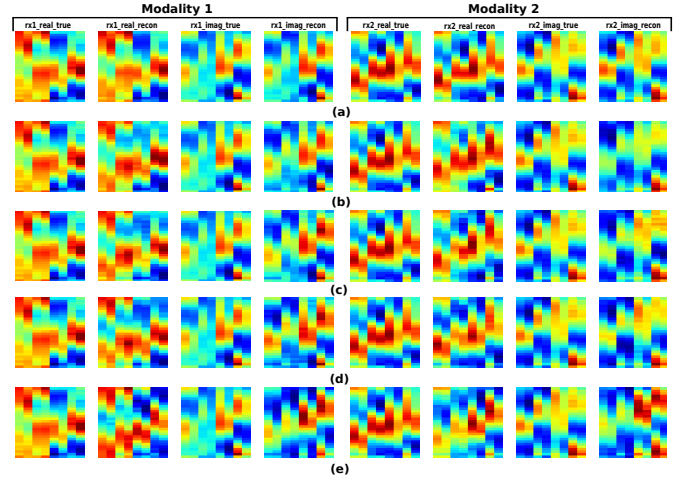 Modality 1 Modality 2
rx1_real_true rx1_real_recon rx1_imag_true rx1_imag_recon rx2_real_true rx2_real_recon rx2_imag_true rx2_imag_recon
(a)
(b)
(c)
(d)
(e)